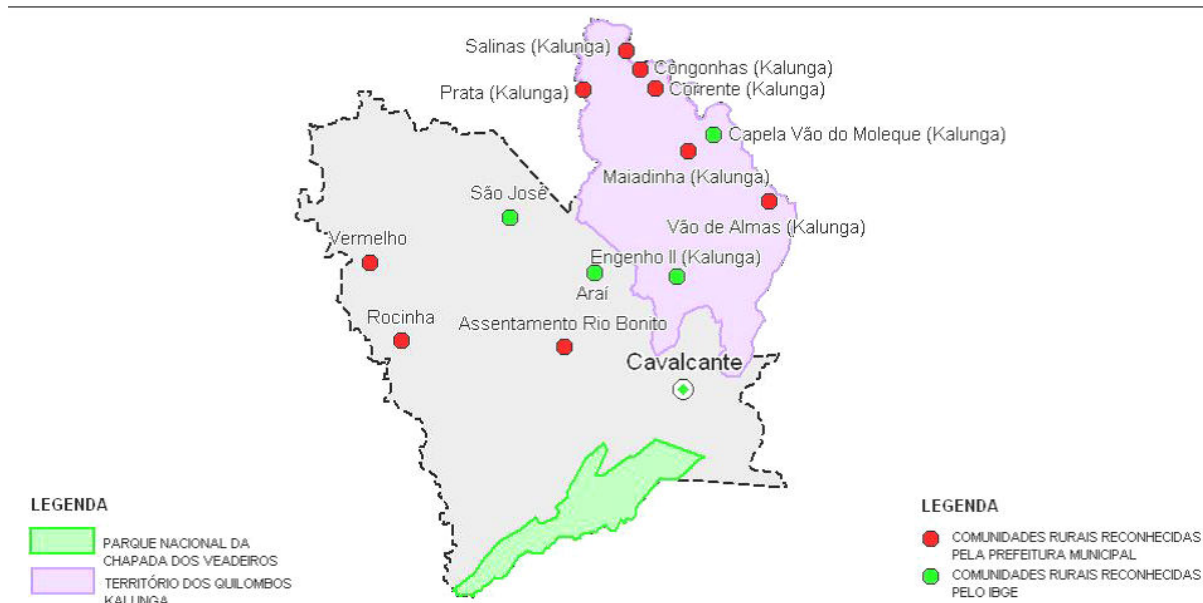 Salinas (Kalunga)
Congonhas (Kalunga)
Prata (Kalunga)
Corrente (Kalunga)
Capela Vão do Moleque (Kalunga)
Maiadinha (Kalunga)
São José
Vão de Almas (Kalunga)
Vermelho
Engenho II (Kalunga)
Araí
Rocinha
Assentamento Rio Bonito
Cavalcante
LEGENDA
PARQUE NACIONAL DA
CHAPADA DOS VEADEIROS
TERRITÓRIO DOS QUILOMBOS
KALUNGA
LEGENDA
COMUNIDADES RURAIS RECONHECIDAS
PELA PREFEITURA MUNICIPAL
COMUNIDADES RURAIS RECONHECIDAS
PELO IBGE